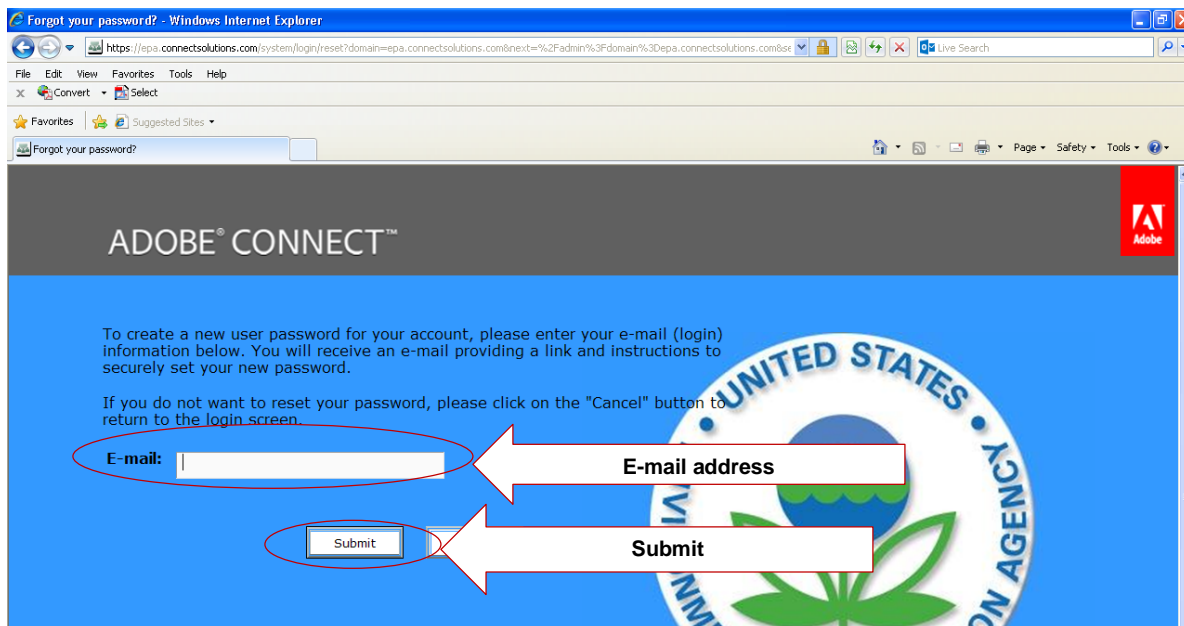 Forgot your password? - Windows Internet Explorer
https://epa.connectsolutions.com/system/login/reset?domain=epa.connectsolutions.com&next=%2Fadmin%3Fdomain%3Depa.connectsolutions.com&se
Live Search
File Edit View Favorites Tools Help
x Convert Select
Favorites Suggested Sites
Forgot your password?
Page Safety Tools
ADOBE® CONNECT™
Adobe
To create a new user password for your account, please enter your e-mail (login)
information below. You will receive an e-mail providing a link and instructions to
securely set your new password.
If you do not want to reset your password, please click on the "Cancel" button to
return to the login screen.
E-mail:
E-mail address
Submit
Submit
UNITED STATES
AGENCY